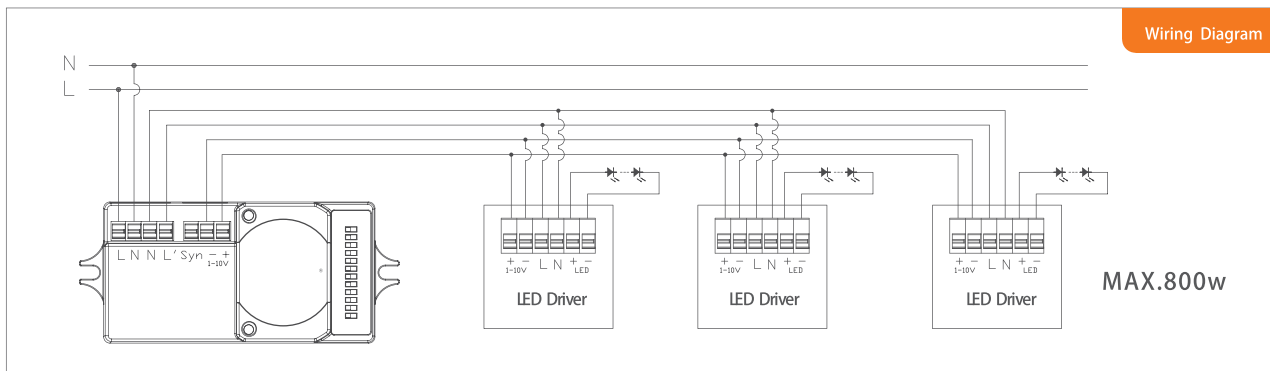 Wiring Diagram
N
L
L N N L' Syn - +
1-10V
+ - L N + -
1-10V LED
LED Driver
+ - L N + -
1-10V LED
LED Driver
+ - L N + -
1-10V LED
LED Driver
MAX.800w